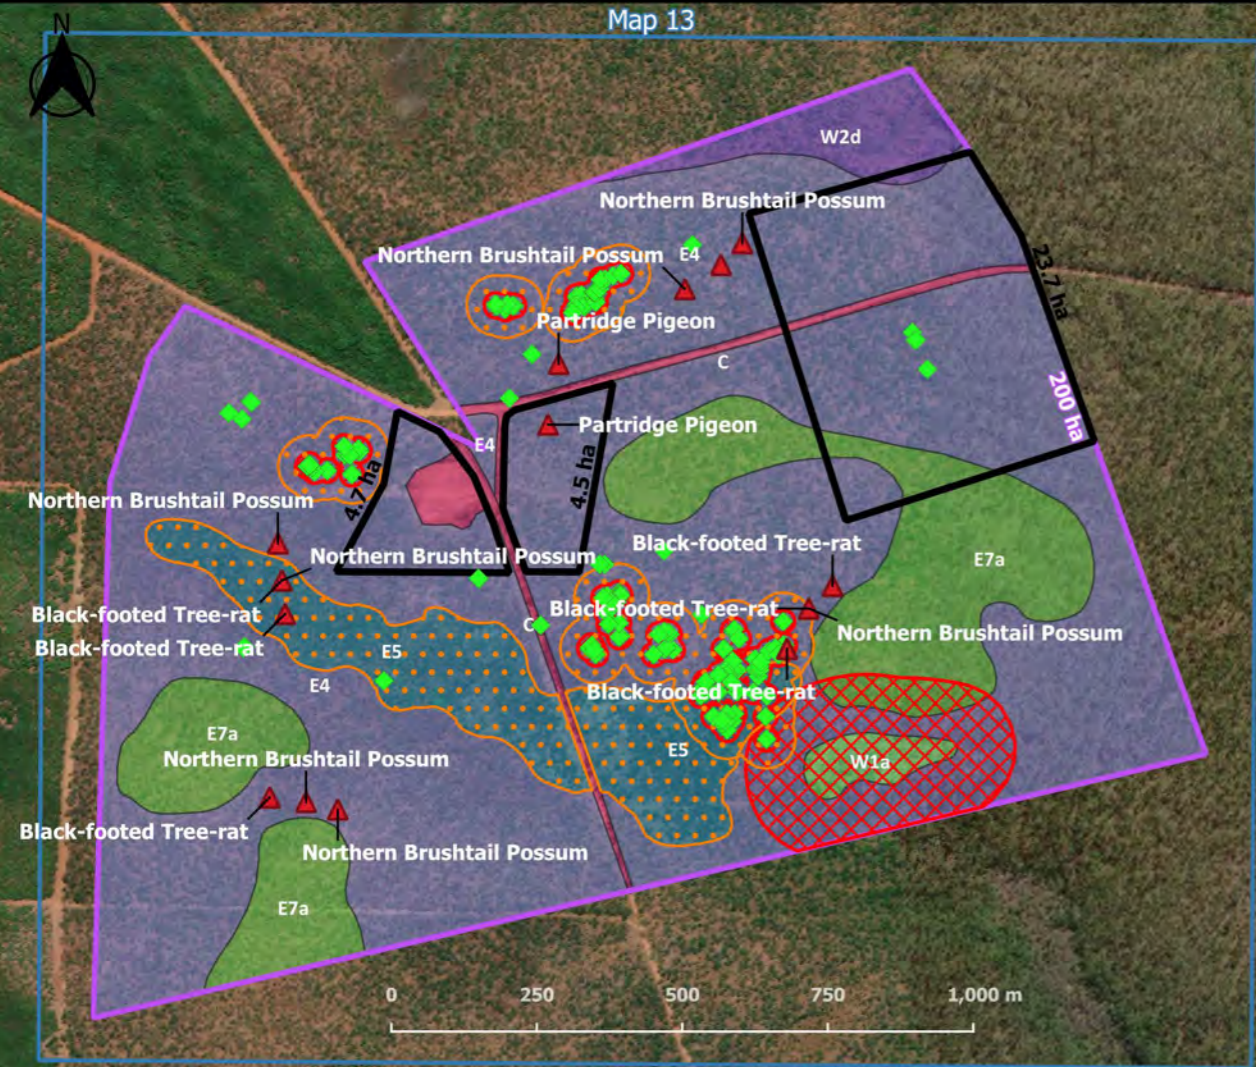 Map 13
N
W2d
Northern Brushtail Possum
Northern Brushtail Possum
E4
23.7 ha
Partridge Pigeon
C
200 ha
Partridge Pigeon
E4
4.7 ha
4.5 ha
Northern Brushtail Possum
Northern Brushtail Possum
Black-footed Tree-rat
E7a
Black-footed Tree-rat
Black-footed Tree-rat
C
Northern Brushtail Possum
Black-footed Tree-rat
E5
E4
Black-footed Tree-rat
E7a
E5
Northern Brushtail Possum
W1a
Black-footed Tree-rat
Northern Brushtail Possum
E7a
0 250 500 750 1,000 m